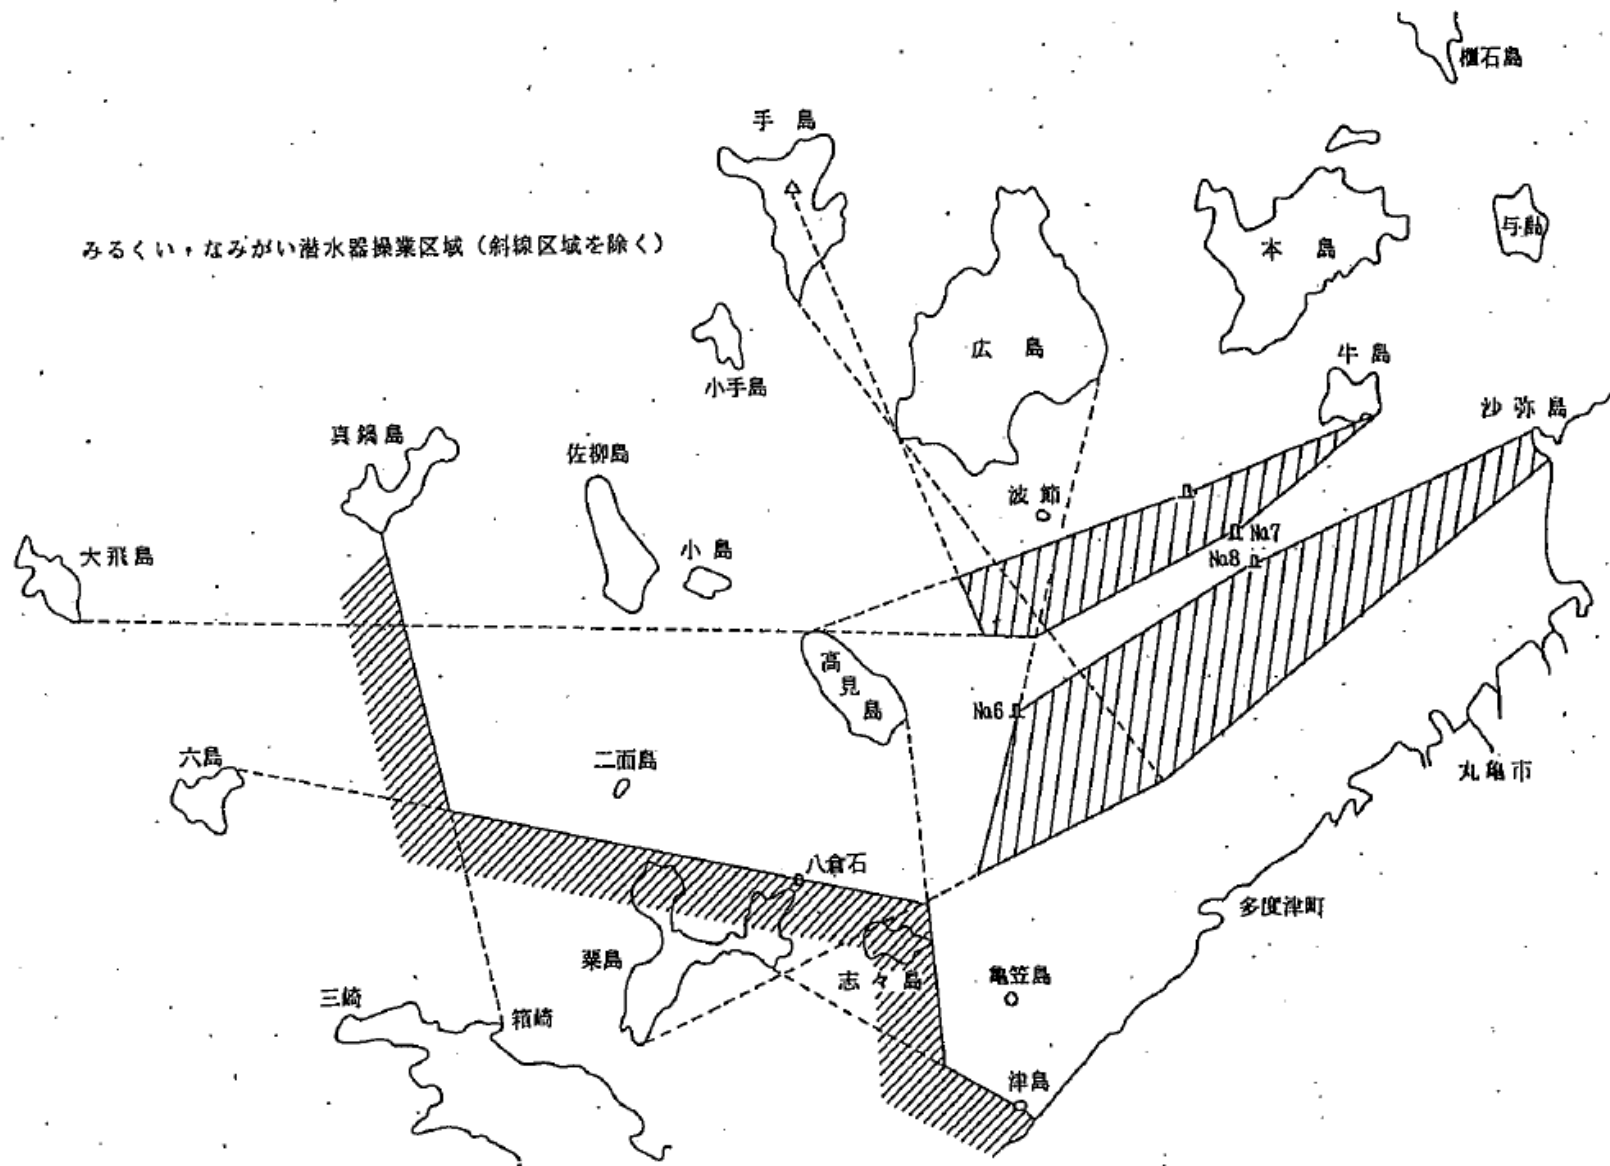 櫃石島
手島
みるくい・なみがい潜水器操業区域（斜線区域を除く）
与島
本島
広島
牛島
小手島
沙弥島
真鍋島
佐柳島
波節
小島
大飛島
No.7
No.8
高見島
No.6
六島
二面島
丸亀市
八倉石
多度津町
粟島
志々島
亀笠島
三崎
箱崎
津島